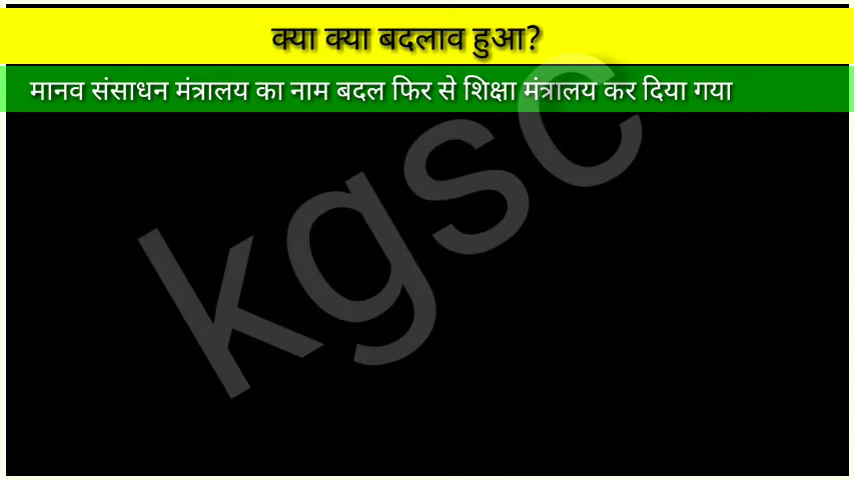 क्या क्या बदलाव हुआ?
मानव संसाधन मंत्रालय का नाम बदल फिर से शिक्षा मंत्रालय कर दिया गया
kgsc